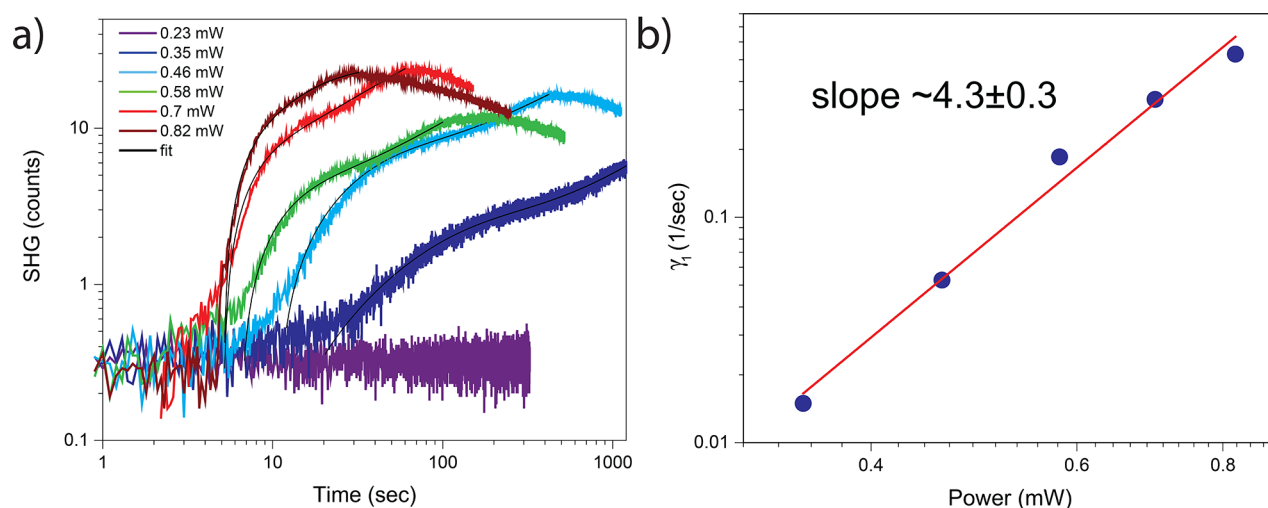 a)
0.23 mW
0.35 mW
0.46 mW
0.58 mW
0.7 mW
0.82 mW
fit
SHG (counts)
10
1
0.1
1
10
100
1000
Time (sec)
b)
slope ~4.3±0.3
γ1 (1/sec)
0.1
0.01
0.4
0.6
0.8
Power (mW)